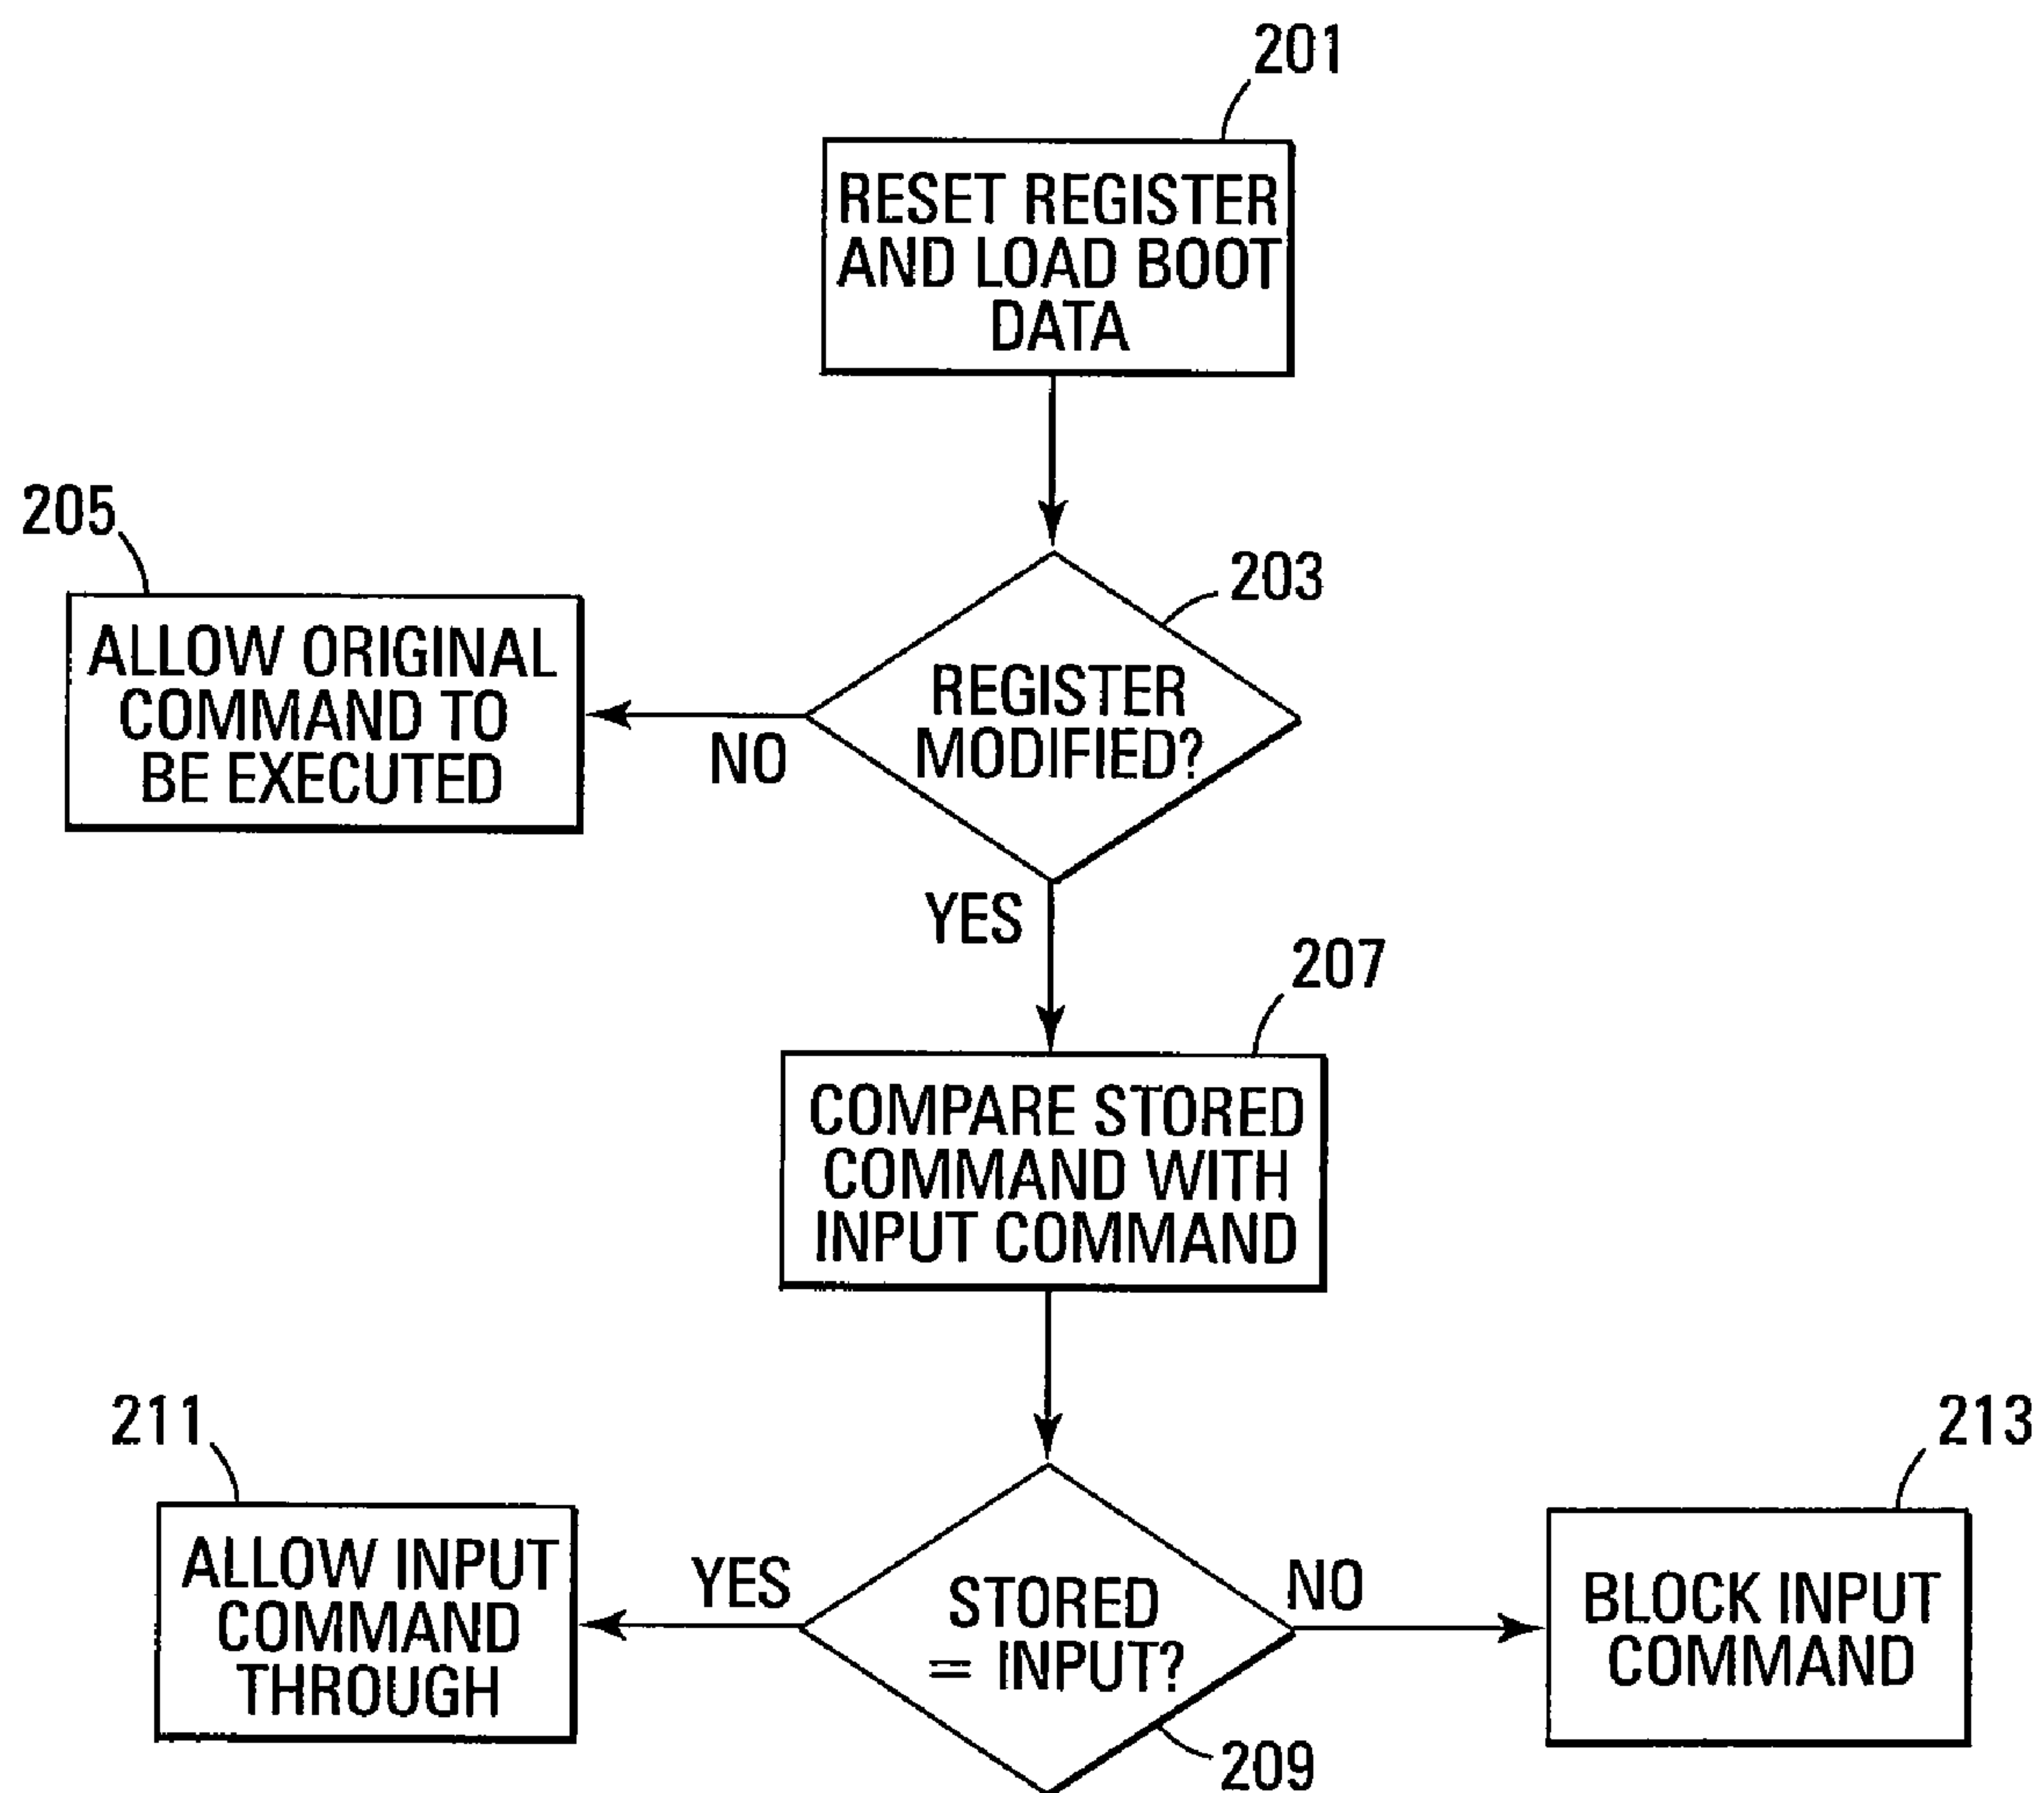 201
RESET REGISTER
AND LOAD BOOT
DATA
205
203
ALLOW ORIGINAL
COMMAND TO
BE EXECUTED
REGISTER
MODIFIED?
NO
YES
207
COMPARE STORED
COMMAND WITH
INPUT COMMAND
211
213
ALLOW INPUT
COMMAND
THROUGH
YES
STORED
= INPUT?
NO
BLOCK INPUT
COMMAND
209